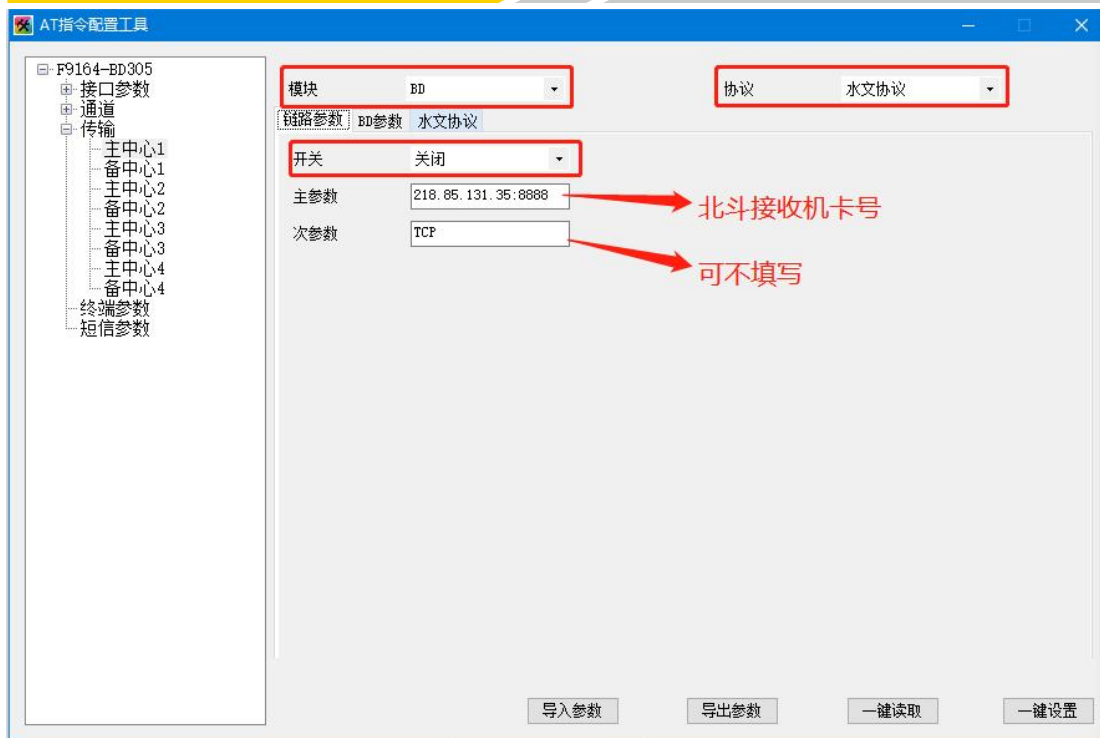 AT指令配置工具
F9164-BD305
接口参数
通道
传输
主中心1
备中心1
主中心2
备中心2
主中心3
备中心3
主中心4
备中心4
终端参数
短信参数
模块 BD 协议 水文协议
链路参数 BD参数 水文协议
开关 关闭
主参数 218.85.131.35:8888 北斗接收机卡号
次参数 TCP 可不填写
导入参数 导出参数 一键读取 一键设置